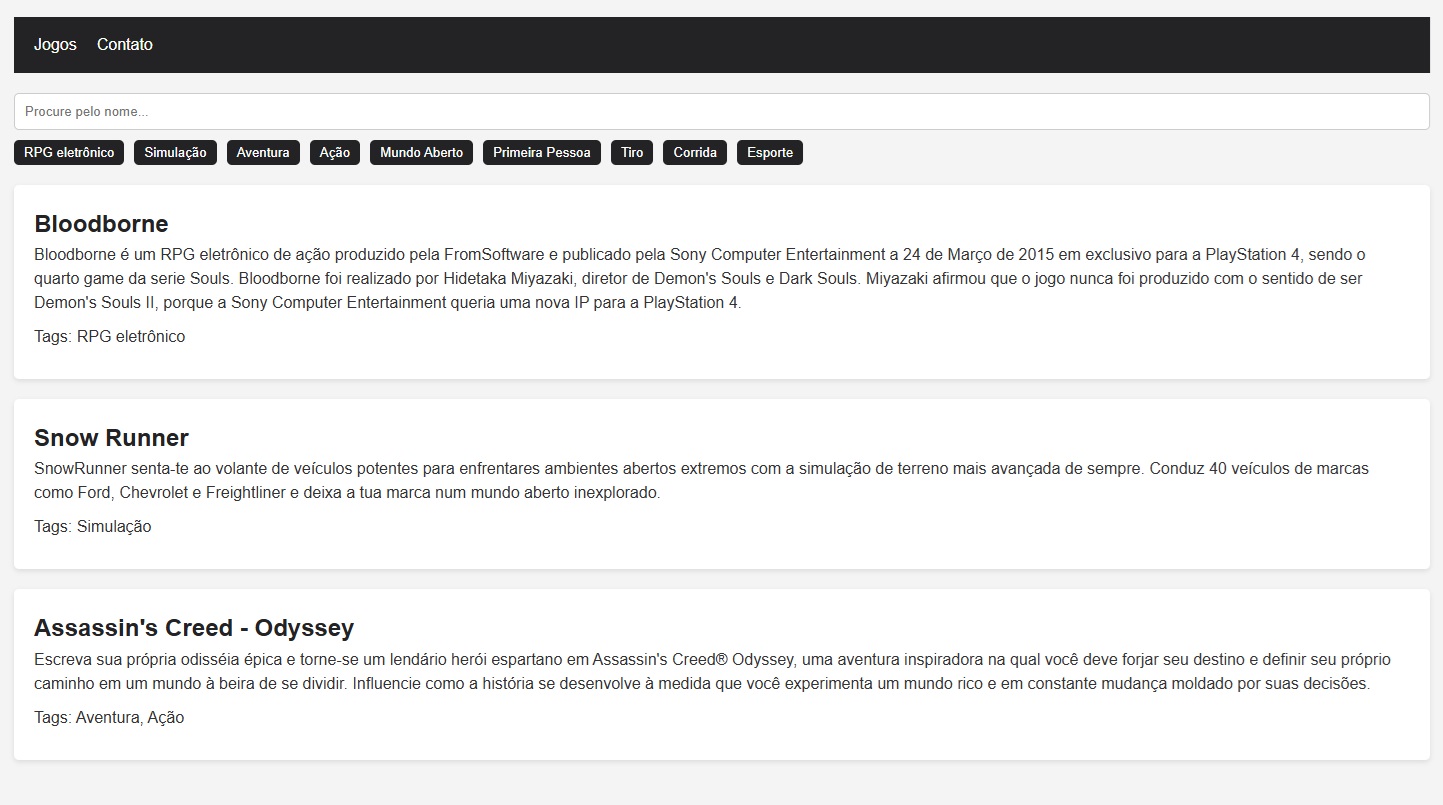 Jogos Contato
Procure pelo nome...
RPG eletrônico Simulação Aventura Ação Mundo Aberto Primeira Pessoa Tiro Corrida Esporte
Bloodborne
Bloodborne é um RPG eletrônico de ação produzido pela FromSoftware e publicado pela Sony Computer Entertainment a 24 de Março de 2015 em exclusivo para a PlayStation 4, sendo o
quarto game da serie Souls. Bloodborne foi realizado por Hidetaka Miyazaki, diretor de Demon's Souls e Dark Souls. Miyazaki afirmou que o jogo nunca foi produzido com o sentido de ser
Demon's Souls II, porque a Sony Computer Entertainment queria uma nova IP para a PlayStation 4.
Tags: RPG eletrônico
Snow Runner
SnowRunner senta-te ao volante de veículos potentes para enfrentares ambientes abertos extremos com a simulação de terreno mais avançada de sempre. Conduz 40 veículos de marcas
como Ford, Chevrolet e Freightliner e deixa a tua marca num mundo aberto inexplorado.
Tags: Simulação
Assassin's Creed - Odyssey
Escreva sua própria odisséia épica e torne-se um lendário herói espartano em Assassin's Creed® Odyssey, uma aventura inspiradora na qual você deve forjar seu destino e definir seu próprio
caminho em um mundo à beira de se dividir. Influencie como a história se desenvolve à medida que você experimenta um mundo rico e em constante mudança moldado por suas decisões.
Tags: Aventura, Ação